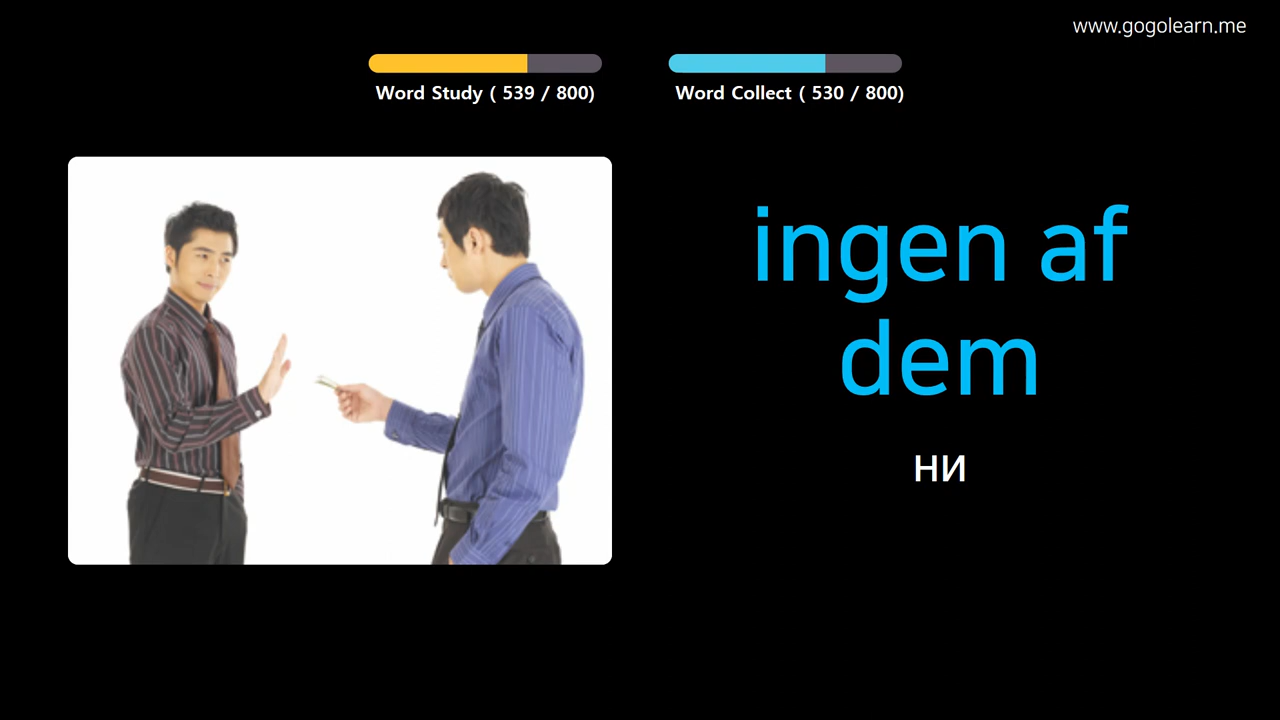 www.gogolearn.me
Word Study ( 539 / 800)
Word Collect ( 530 / 800)
ingen af
dem
ни